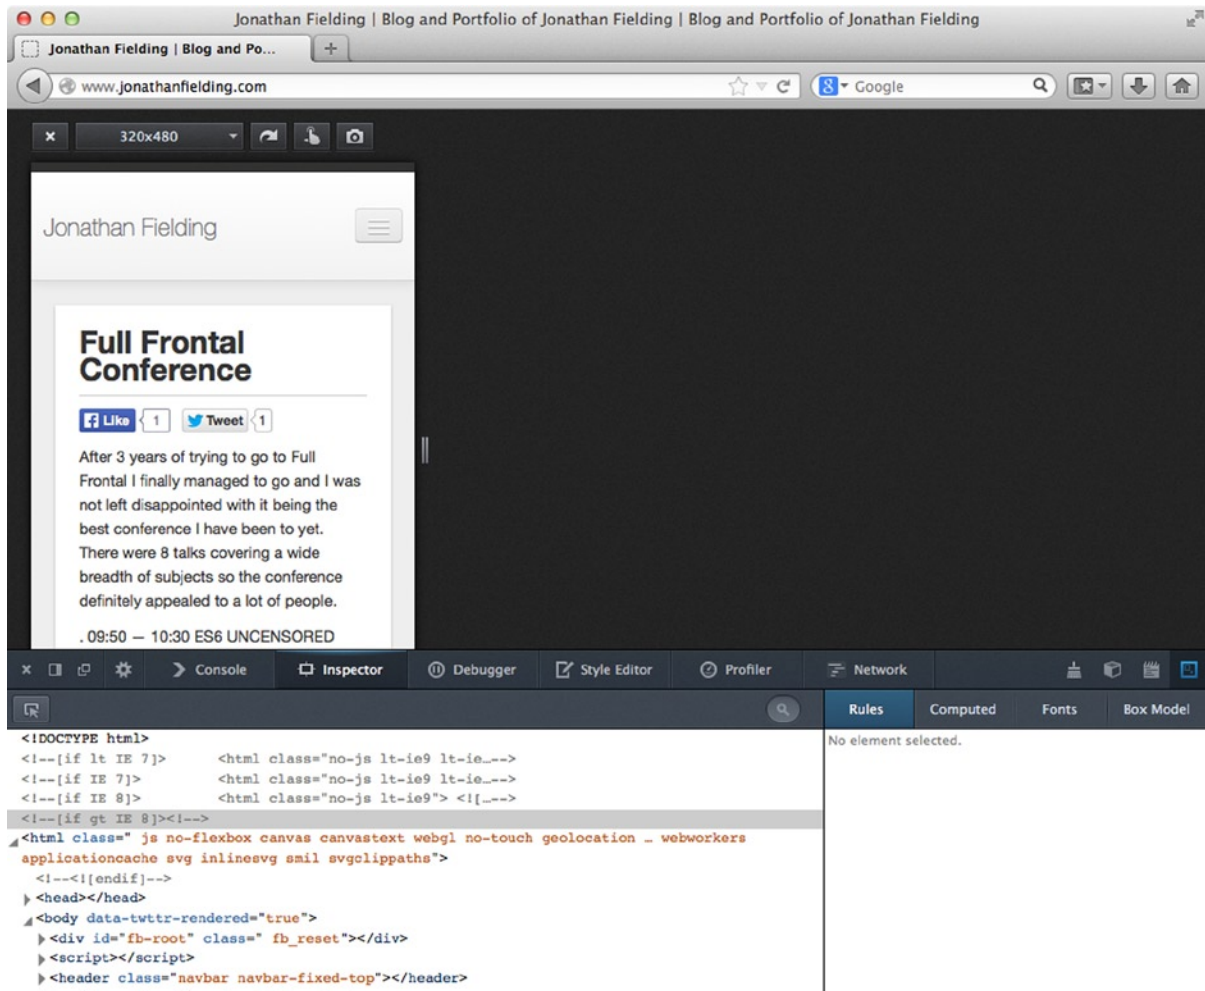 Jonathan Fielding | Blog and Portfolio of Jonathan Fielding | Blog and Portfolio of Jonathan Fielding
Jonathan Fielding | Blog and Po...
www.jonathanfielding.com
Google
320x480
Jonathan Fielding
Full Frontal
Conference
Like 1 Tweet 1
After 3 years of trying to go to Full
Frontal I finally managed to go and I was
not left disappointed with it being the
best conference I have been to yet.
There were 8 talks covering a wide
breadth of subjects so the conference
definitely appealed to a lot of people.
. 09:50 — 10:30 ES6 UNCENSORED
Console Inspector Debugger Style Editor Profiler Network
Rules Computed Fonts Box Model
No element selected.
<!DOCTYPE html>
<!--[if lt IE 7]> <html class="no-js lt-ie9 lt-ie…-->
<!--[if IE 7]> <html class="no-js lt-ie9 lt-ie…-->
<!--[if IE 8]> <html class="no-js lt-ie9"> <![…-->
<!--[if gt IE 8]><!-->
<html class=" js no-flexbox canvas canvastext webgl no-touch geolocation … webworkers
applicationcache svg inlinesvg smil svgclippaths">
<!--<![endif]-->
<head></head>
<body data-twttr-rendered="true">
<div id="fb-root" class=" fb_reset"></div>
<script></script>
<header class="navbar navbar-fixed-top"></header>